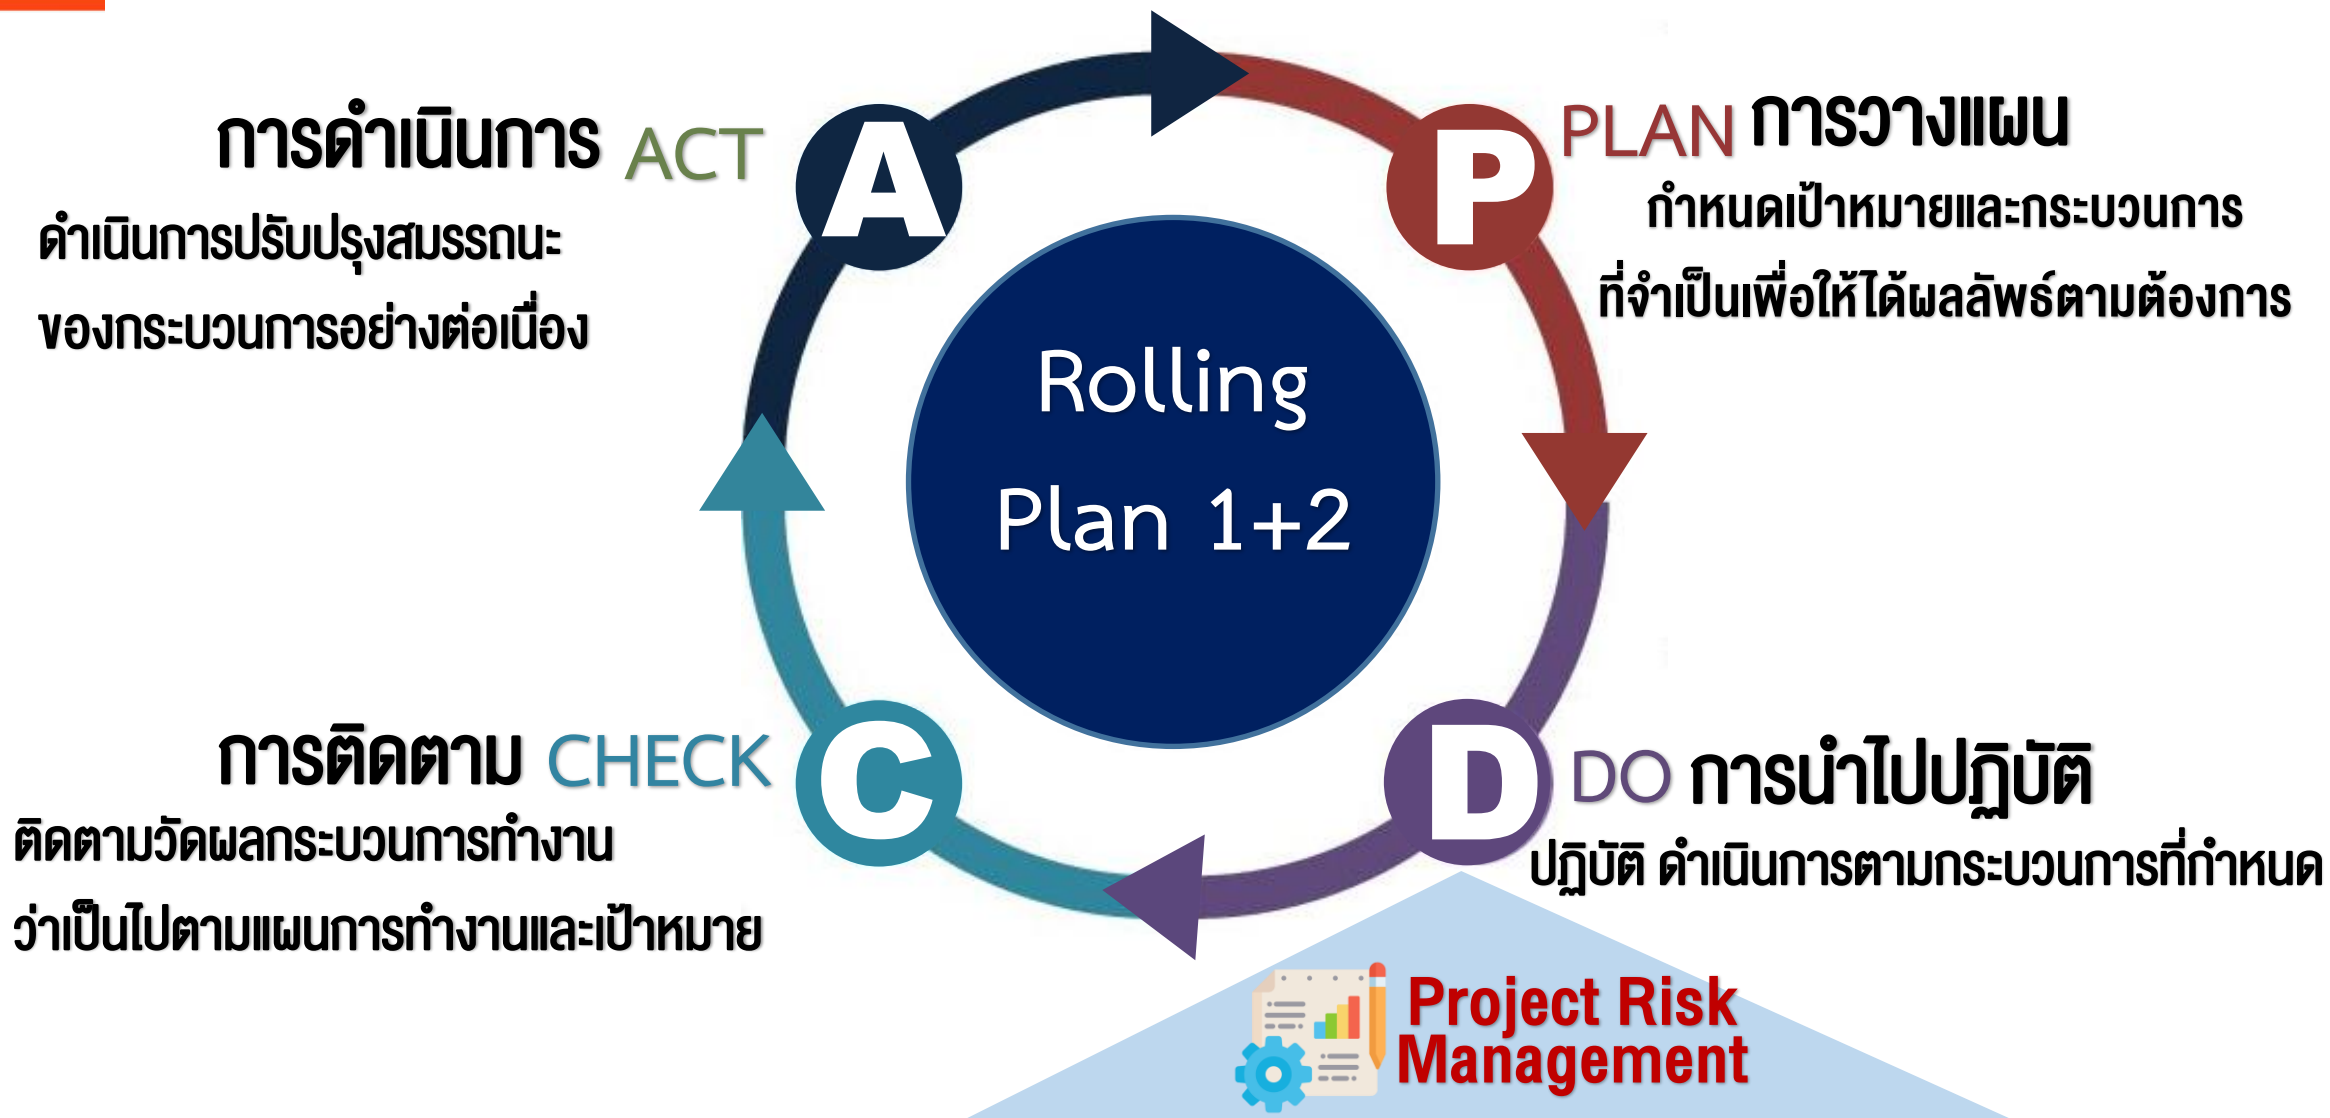 การดำเนินการ ACT
ดำเนินการปรับปรุงสมรรถนะ
ของกระบวนการอย่างต่อเนื่อง
A
P
PLAN การวางแผน
กำหนดเป้าหมายและกระบวนการ
ที่จำเป็นเพื่อให้ได้ผลลัพธ์ตามต้องการ
Rolling
Plan 1+2
การติดตาม CHECK
ติดตามวัดผลกระบวนการทำงาน
ว่าเป็นไปตามแผนการทำงานและเป้าหมาย
C
D
DO การนำไปปฏิบัติ
ปฏิบัติ ดำเนินการตามกระบวนการที่กำหนด
Project Risk
Management